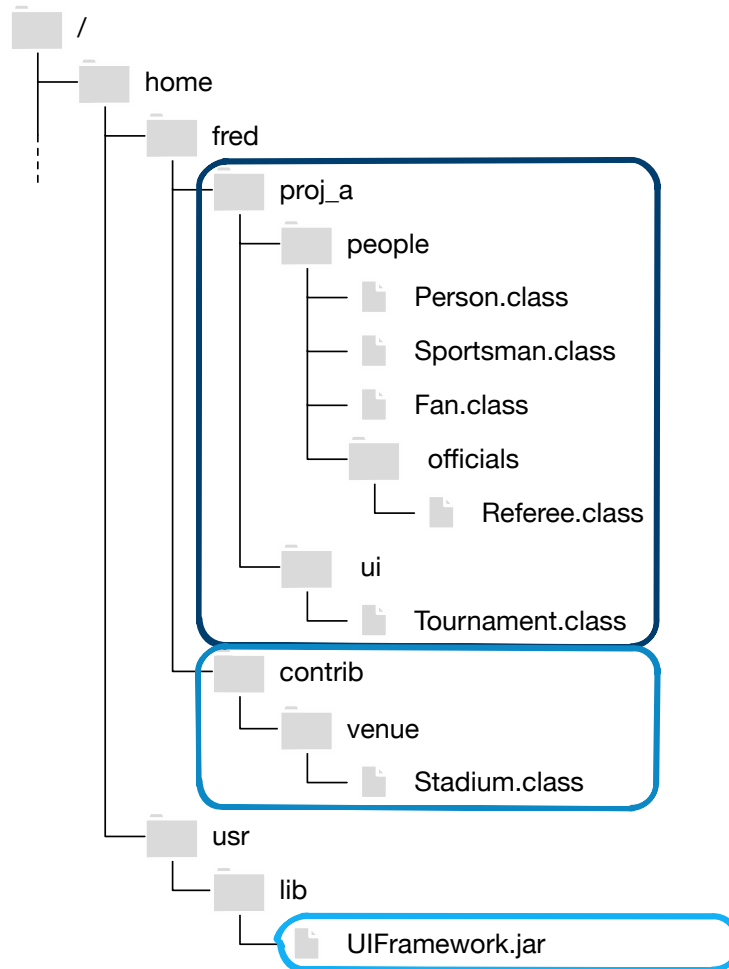 /
home
fred
proj_a
people
Person.class
Sportsman.class
Fan.class
officials
Referee.class
ui
Tournament.class
contrib
venue
Stadium.class
usr
lib
UIFramework.jar